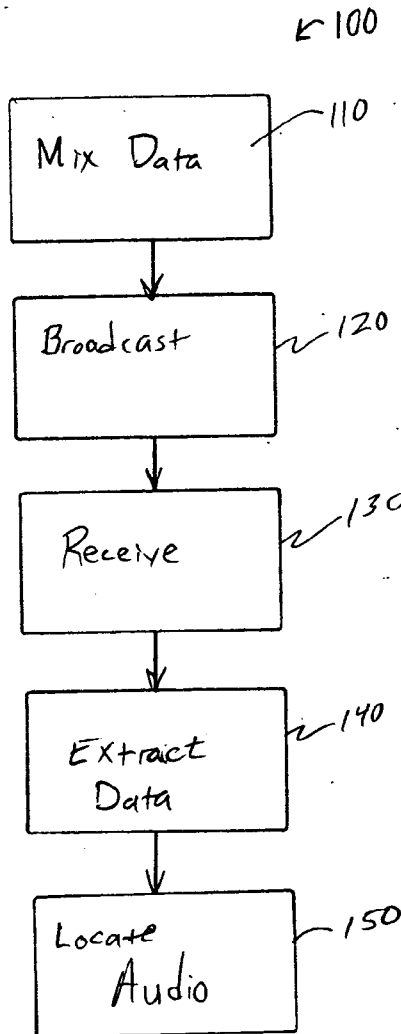 100
110
Mix Data
120
Broadcast
130
Receive
140
Extract
Data
150
Locate
Audio